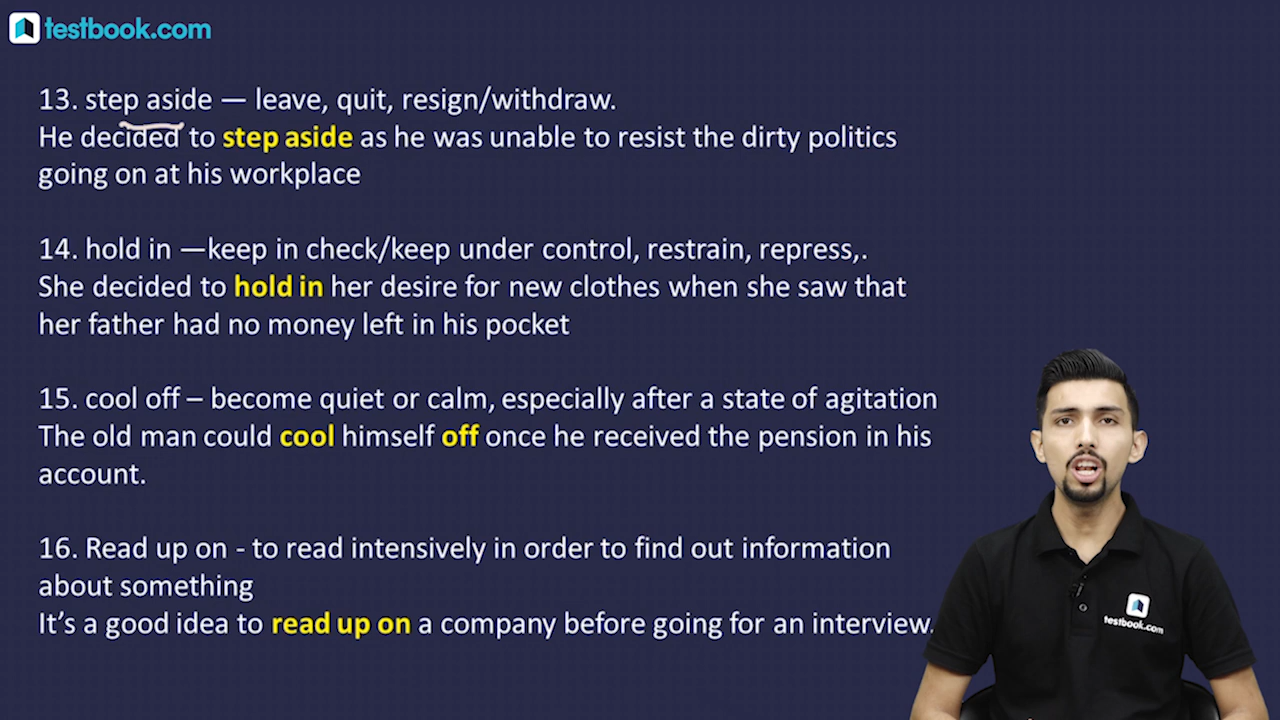 testbook.com
13. step aside — leave, quit, resign/withdraw.
He decided to step aside as he was unable to resist the dirty politics
going on at his workplace
14. hold in —keep in check/keep under control, restrain, repress,.
She decided to hold in her desire for new clothes when she saw that
her father had no money left in his pocket
15. cool off – become quiet or calm, especially after a state of agitation
The old man could cool himself off once he received the pension in his
account.
16. Read up on - to read intensively in order to find out information
about something
It’s a good idea to read up on a company before going for an interview.
testbook.com